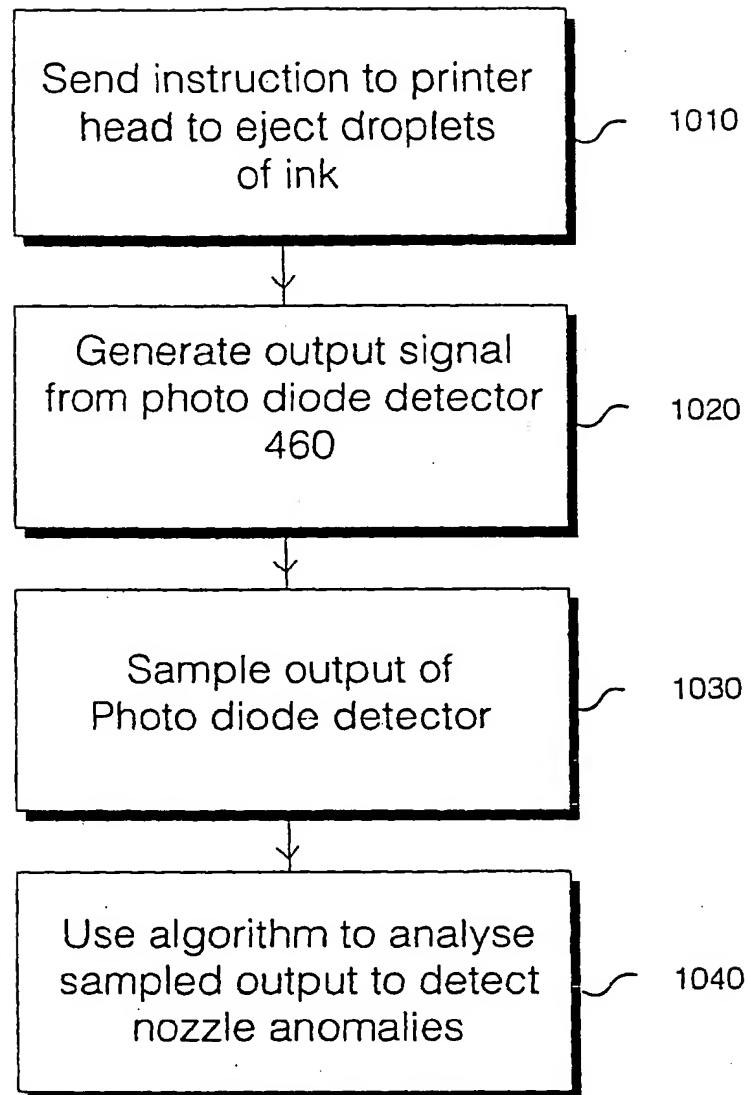 Send instruction to printer
head to eject droplets
of ink
1010
Generate output signal
from photo diode detector
460
1020
Sample output of
Photo diode detector
1030
Use algorithm to analyse
sampled output to detect
nozzle anomalies
1040